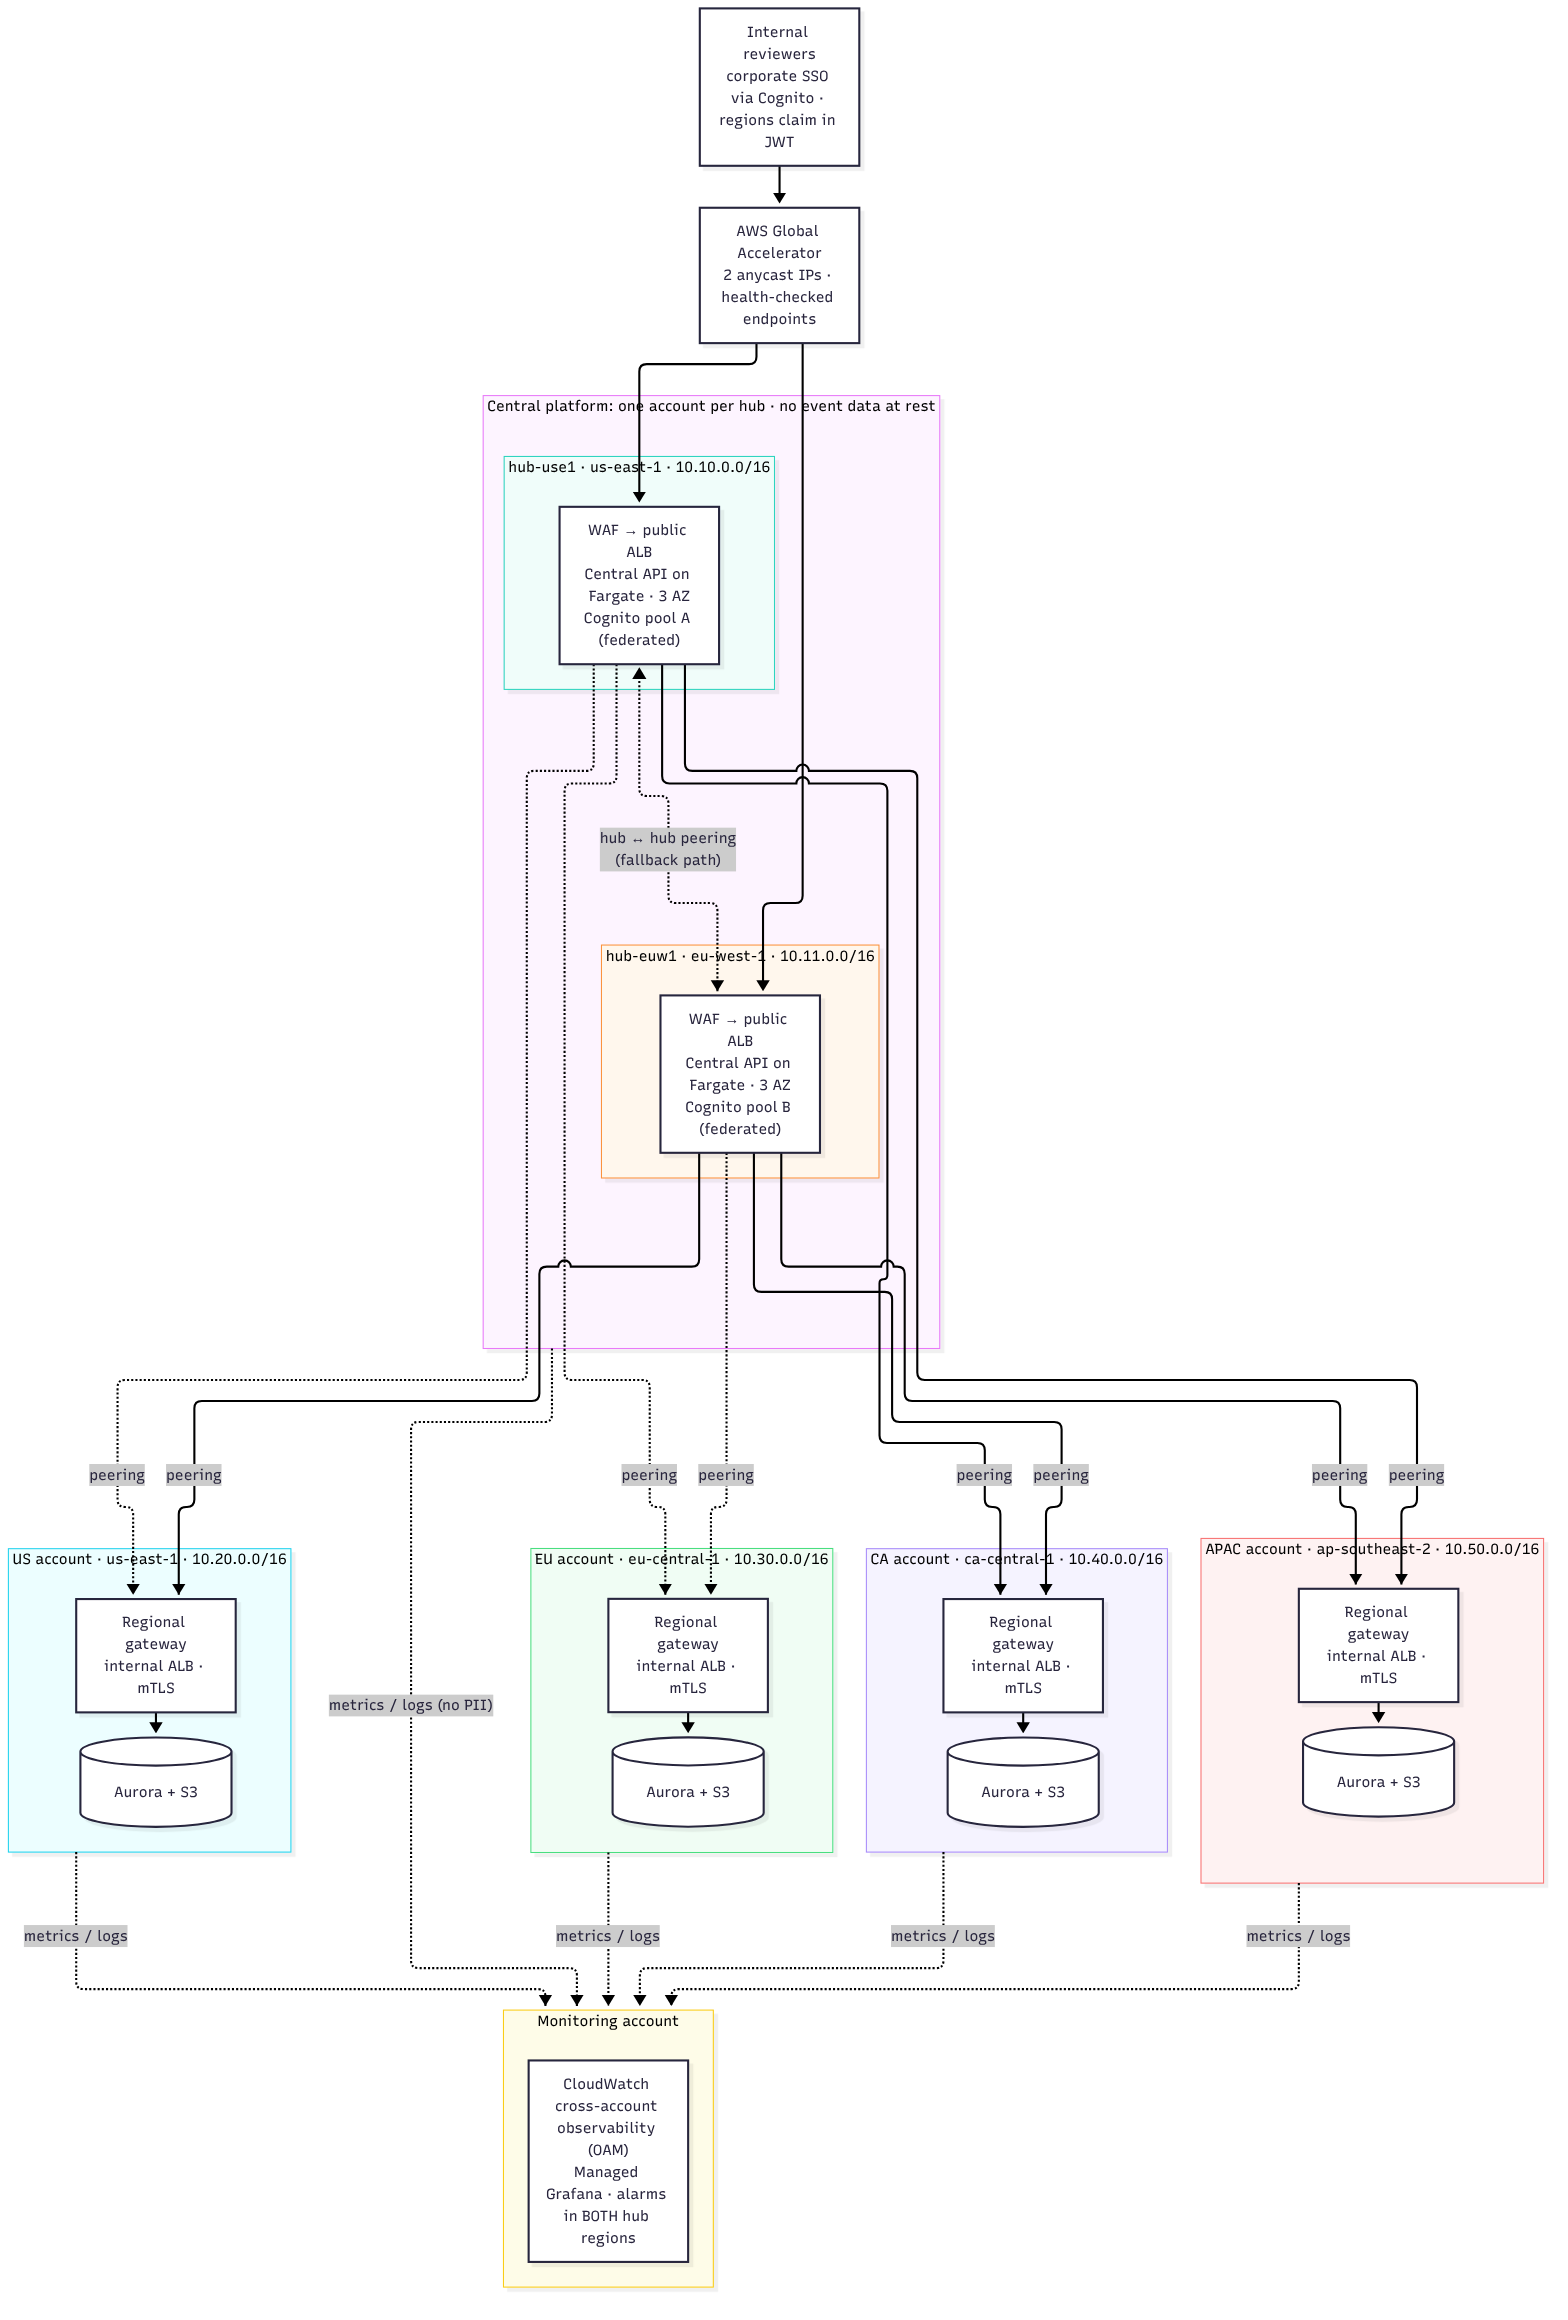 Internal
reviewers
corporate SSO
via Cognito ·
regions claim in
JWT
AWS Global
Accelerator
2 anycast IPs ·
health-checked
endpoints
Central platform: one account per hub · no event data at rest
hub-use1 · us-east-1 · 10.10.0.0/16
WAF → public
ALB
Central API on
Fargate · 3 AZ
Cognito pool A
(federated)
hub ↔ hub peering
(fallback path)
hub-euw1 · eu-west-1 · 10.11.0.0/16
WAF → public
ALB
Central API on
Fargate · 3 AZ
Cognito pool B
(federated)
peering
peering
peering
peering
peering
peering
peering
peering
US account · us-east-1 · 10.20.0.0/16
Regional
gateway
internal ALB ·
mTLS
Aurora + S3
metrics / logs (no PII)
EU account · eu-central-1 · 10.30.0.0/16
Regional
gateway
internal ALB ·
mTLS
Aurora + S3
CA account · ca-central-1 · 10.40.0.0/16
Regional
gateway
internal ALB ·
mTLS
Aurora + S3
APAC account · ap-southeast-2 · 10.50.0.0/16
Regional
gateway
internal ALB ·
mTLS
Aurora + S3
metrics / logs
metrics / logs
metrics / logs
metrics / logs
Monitoring account
CloudWatch
cross-account
observability
(OAM)
Managed
Grafana · alarms
in BOTH hub
regions